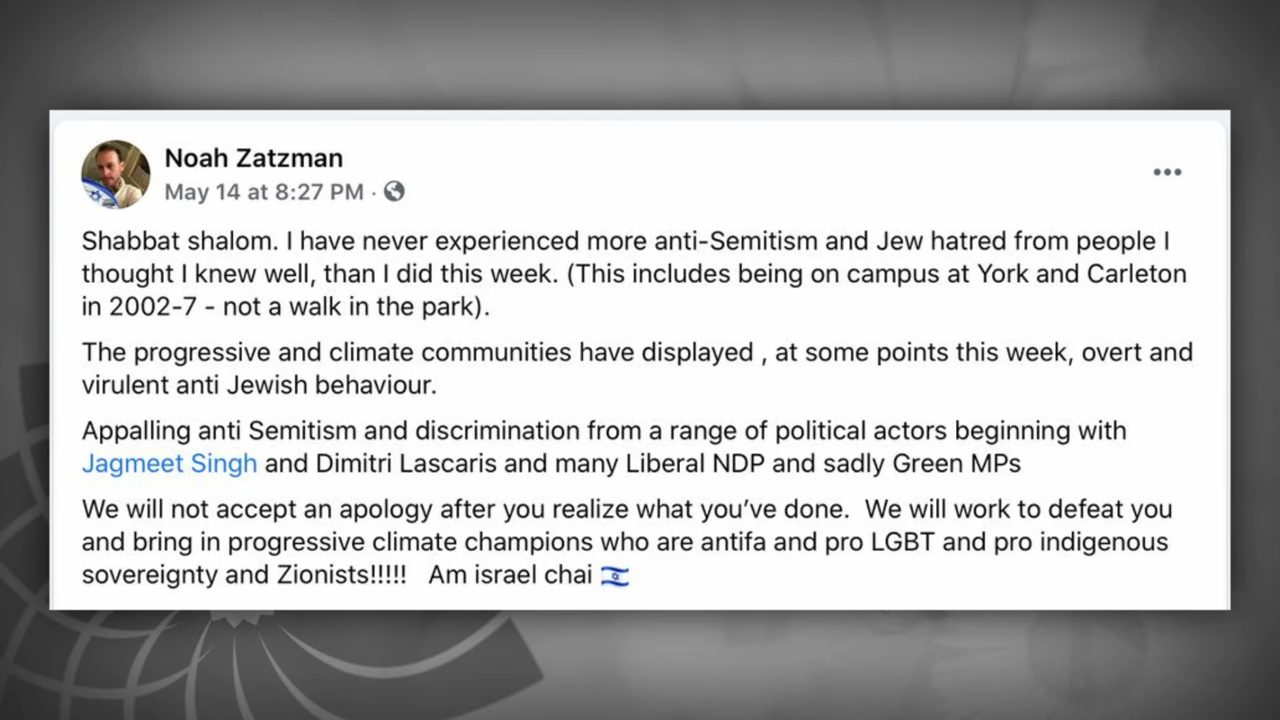 Noah Zatzman
May 14 at 8:27 PM ·
Shabbat shalom. I have never experienced more anti-Semitism and Jew hatred from people I
thought I knew well, than I did this week. (This includes being on campus at York and Carleton
in 2002-7 - not a walk in the park).
The progressive and climate communities have displayed , at some points this week, overt and
virulent anti Jewish behaviour.
Appalling anti Semitism and discrimination from a range of political actors beginning with
Jagmeet Singh and Dimitri Lascaris and many Liberal NDP and sadly Green MPs
We will not accept an apology after you realize what you’ve done.  We will work to defeat you
and bring in progressive climate champions who are antifa and pro LGBT and pro indigenous
sovereignty and Zionists!!!!!   Am israel chai 🇮🇱